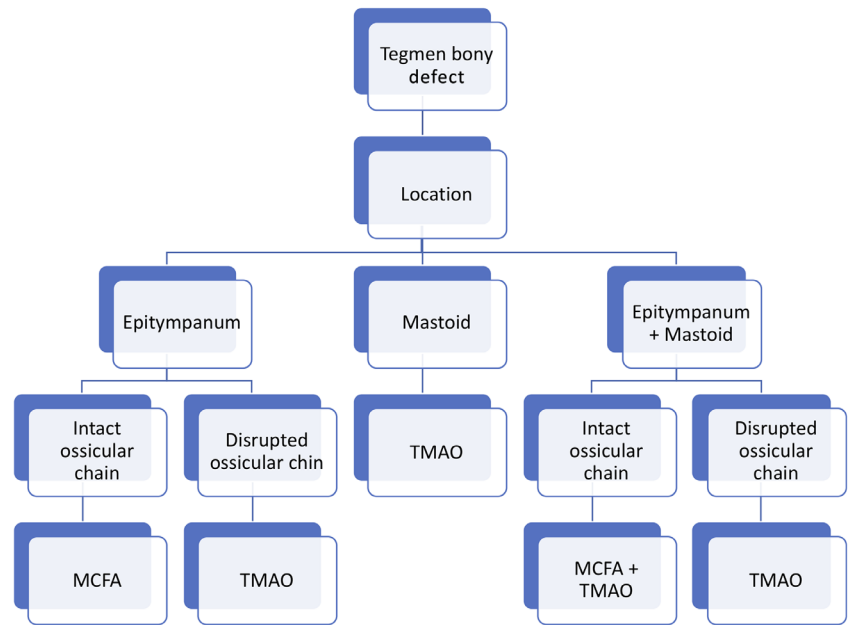 Tegmen bony
defect
Location
Epitympanum
Mastoid
Epitympanum
+ Mastoid
Intact
ossicular
chain
Disrupted
ossicular chin
TMAO
Intact
ossicular
chain
Disrupted
ossicular
chain
MCFA
TMAO
MCFA +
TMAO
TMAO